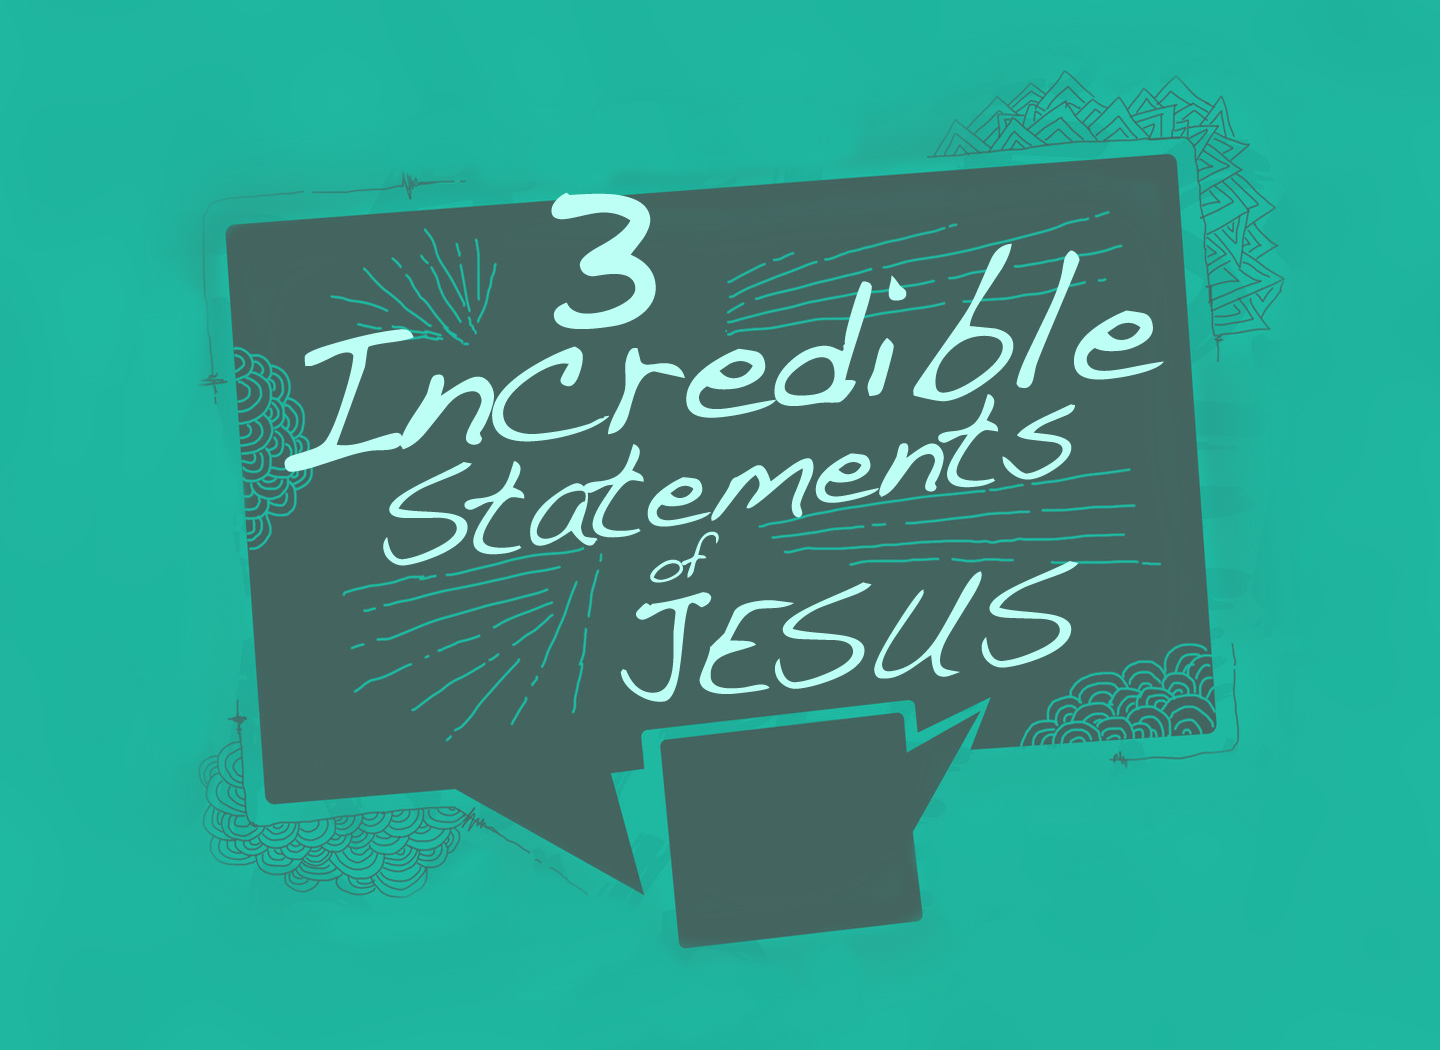 3
Incredible
Statements
of
JESUS